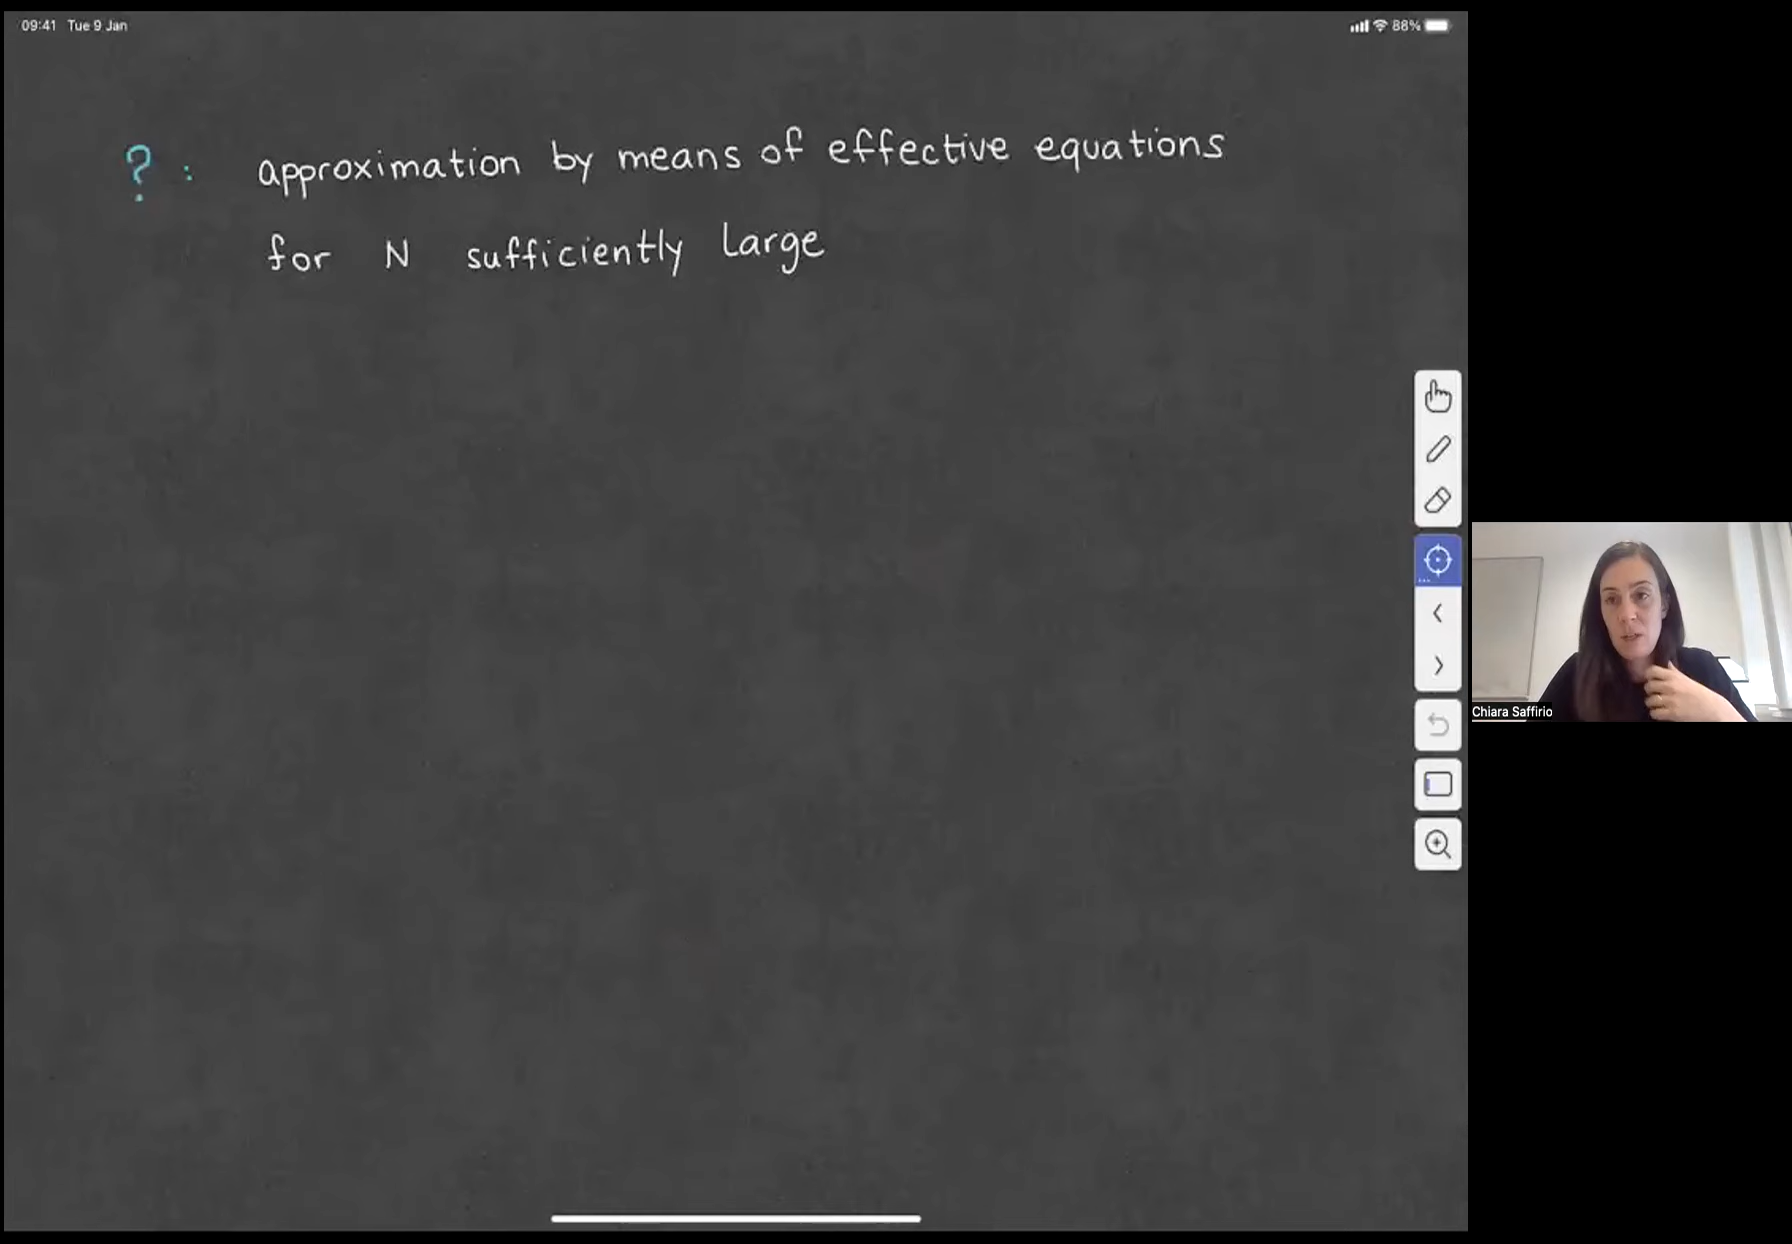 09:41 Tue 9 Jan
88%
? : approximation by means of effective equations
for N sufficiently large
Chiara Saffirio